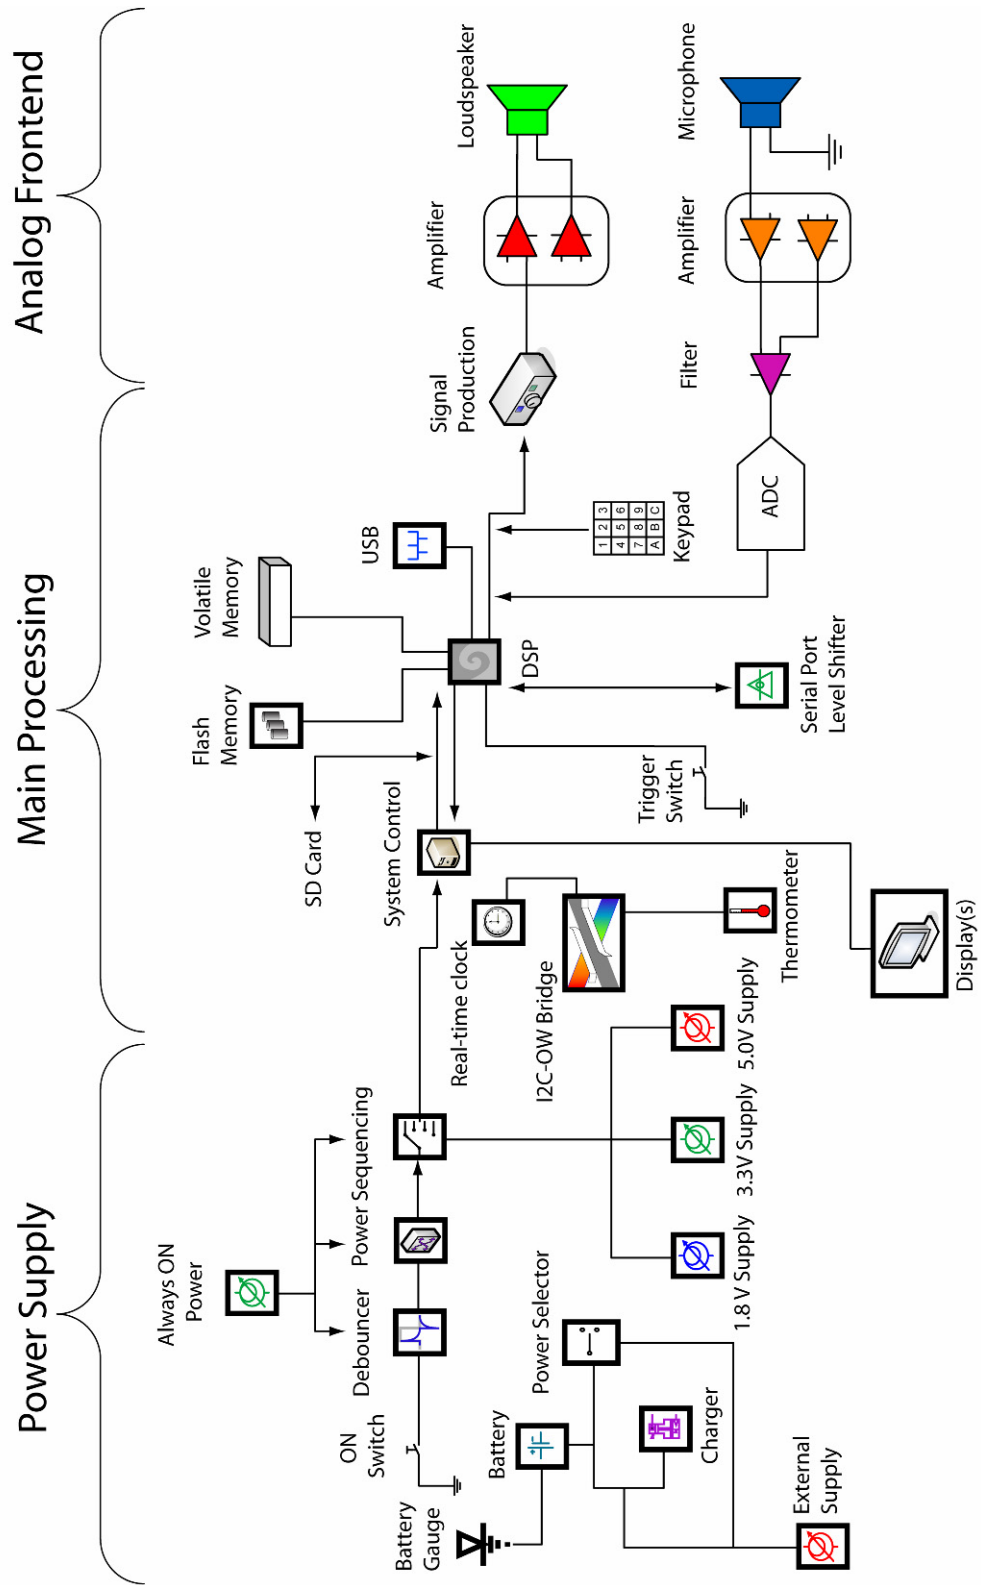 Power Supply
Main Processing
Analog Frontend
Always ON
Power
ON
Switch
Debouncer
Power Sequencing
Battery
Gauge
Battery
Power Selector
Charger
External
Supply
1.8 V Supply
3.3V Supply
5.0V Supply
SD Card
Flash
Memory
Volatile
Memory
USB
System Control
Real-time clock
I2C-OW Bridge
Thermometer
Display(s)
DSP
Trigger
Switch
Serial Port
Level Shifter
Keypad
1 2 3
4 5 6
7 8 9
A B C
ADC
Signal
Production
Amplifier
Loudspeaker
Filter
Amplifier
Microphone